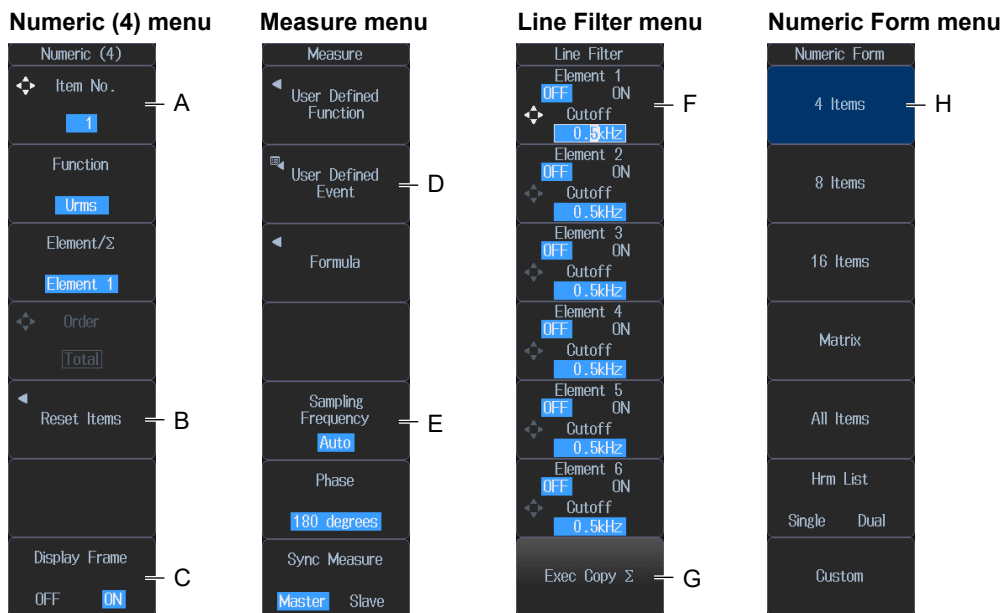 Numeric (4) menu
Numeric (4)
Item No.
1
A
Function
Urms
Element/Σ
Element 1
Order
Total
Reset Items
B
Display Frame
OFF ON
C
Measure menu
Measure
User Defined
Function
User Defined
Event
D
Formula
Sampling
Frequency
Auto
E
Phase
180 degrees
Sync Measure
Master Slave
Line Filter menu
Line Filter
Element 1
OFF ON
Cutoff
0.5kHz
F
Element 2
OFF ON
Cutoff
0.5kHz
Element 3
OFF ON
Cutoff
0.5kHz
Element 4
OFF ON
Cutoff
0.5kHz
Element 5
OFF ON
Cutoff
0.5kHz
Element 6
OFF ON
Cutoff
0.5kHz
Exec Copy Σ
G
Numeric Form menu
Numeric Form
4 Items
H
8 Items
16 Items
Matrix
All Items
Hrm List
Single Dual
Custom